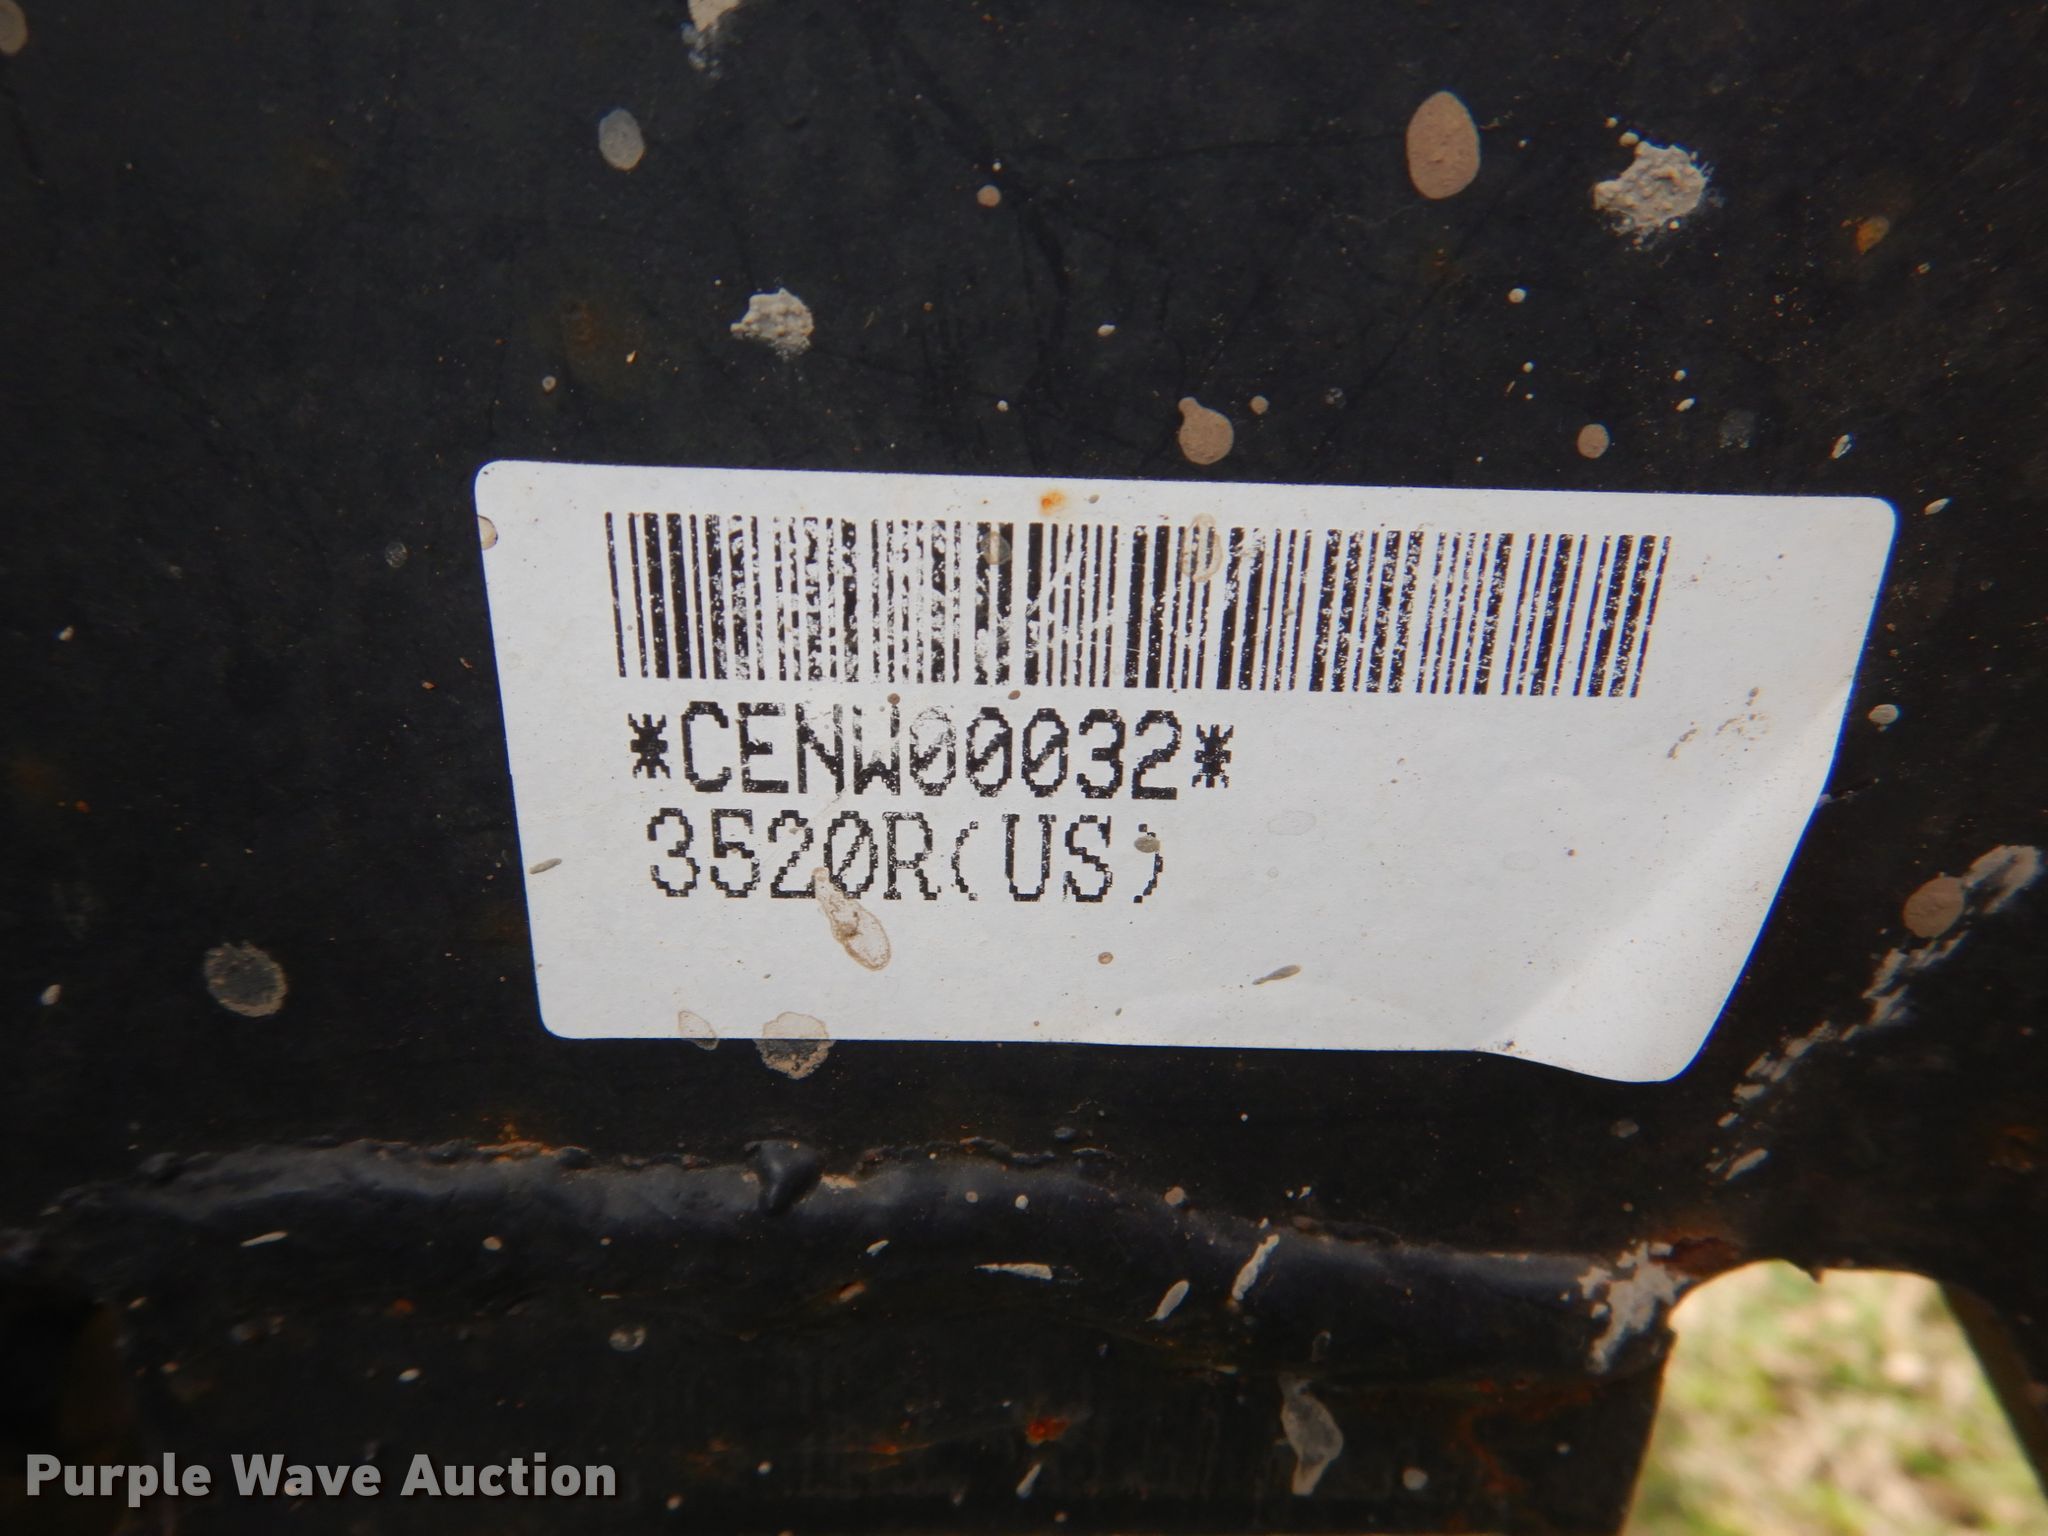 *CENW00032*
3520R(US)
Purple Wave Auction